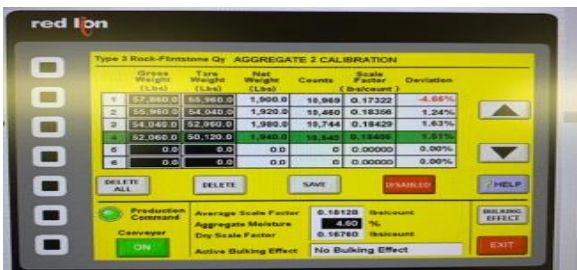 red lion
Type 3 Rock-Flintstone Qy AGGREGATE 2 CALIBRATION
Gross Weight (Lbs) Tare Weight (Lbs) Net Weight (Lbs) Counts Scale Factor (lbs/count) Deviation
1 57,860.0 55,960.0 1,900.0 10,969 0.17322 -4.66%
2 55,960.0 54,040.0 1,920.0 10,460 0.18356 1.24%
3 54,040.0 52,060.0 1,980.0 10,744 0.18429 1.63%
4 52,060.0 50,120.0 1,940.0 10,540 0.18406 1.51%
5 0.0 0.0 0.0 0 0.00000 0.00%
6 0.0 0.0 0.0 0 0.00000 0.00%
DELETE ALL DELETE SAVE DISABLED HELP
Production Command Average Scale Factor 0.18128 lbs/count BULKING EFFECT
Aggregate Moisture 4.60 %
Conveyor Dry Scale Factor 0.16760 lbs/count
ON Active Bulking Effect No Bulking Effect EXIT